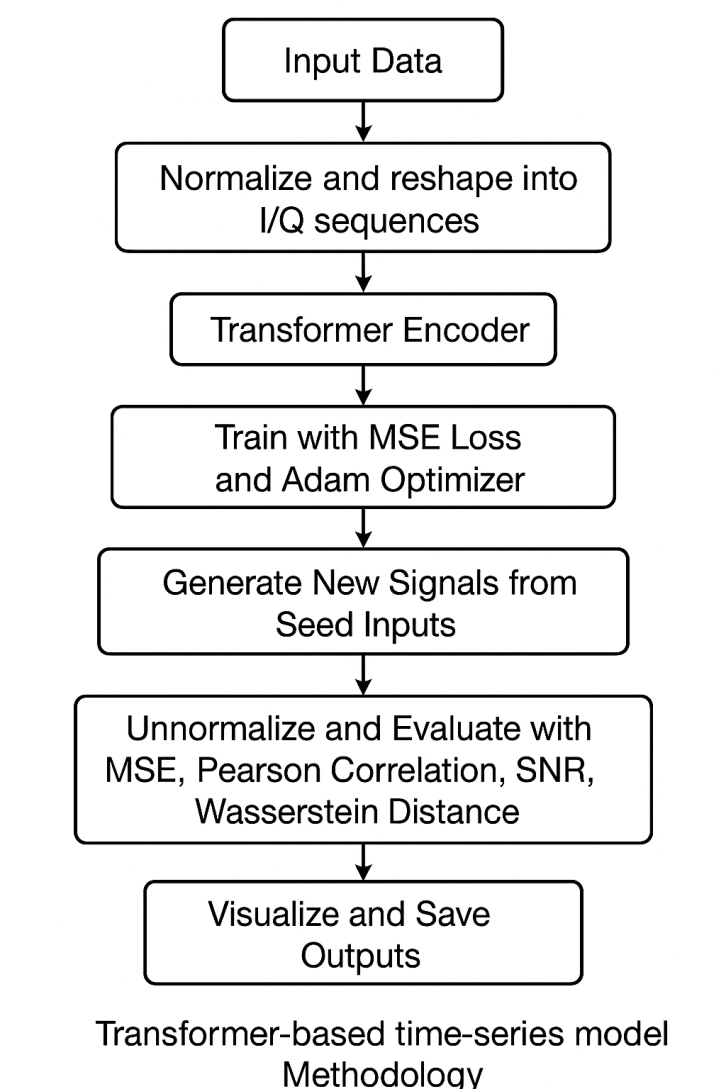 Input Data
Normalize and reshape into
I/Q sequences
Transformer Encoder
Train with MSE Loss
and Adam Optimizer
Generate New Signals from
Seed Inputs
Unnormalize and Evaluate with
MSE, Pearson Correlation, SNR,
Wasserstein Distance
Visualize and Save
Outputs
Transformer-based time-series model
Methodology